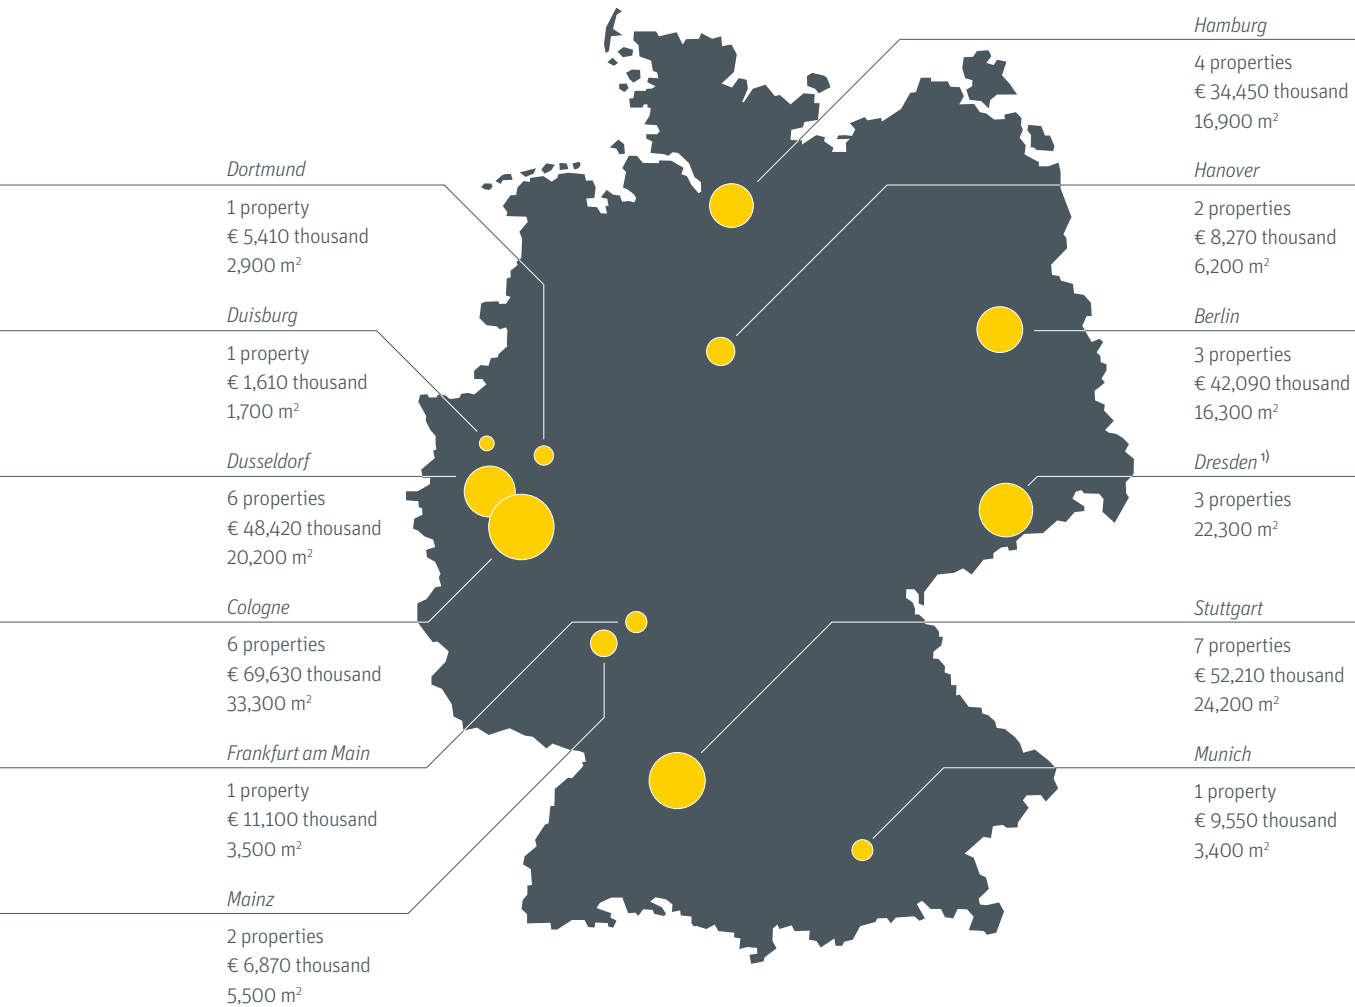 Dortmund
1 property
€ 5,410 thousand
2,900 m²
Duisburg
1 property
€ 1,610 thousand
1,700 m²
Dusseldorf
6 properties
€ 48,420 thousand
20,200 m²
Cologne
6 properties
€ 69,630 thousand
33,300 m²
Frankfurt am Main
1 property
€ 11,100 thousand
3,500 m²
Mainz
2 properties
€ 6,870 thousand
5,500 m²
Hamburg
4 properties
€ 34,450 thousand
16,900 m²
Hanover
2 properties
€ 8,270 thousand
6,200 m²
Berlin
3 properties
€ 42,090 thousand
16,300 m²
Dresden ¹⁾
3 properties
22,300 m²
Stuttgart
7 properties
€ 52,210 thousand
24,200 m²
Munich
1 property
€ 9,550 thousand
3,400 m²